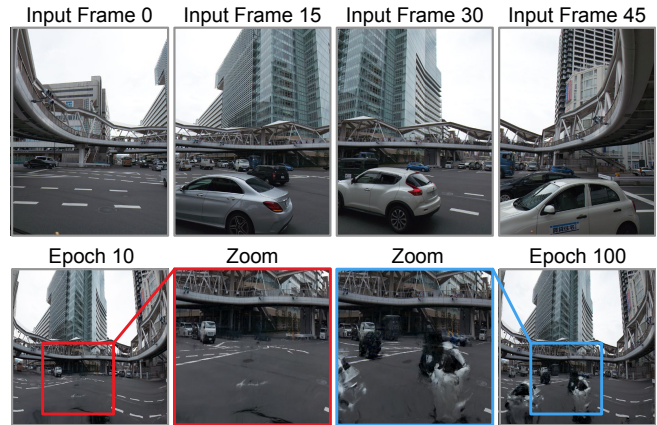 Input Frame 0
Input Frame 15
Input Frame 30
Input Frame 45
Epoch 10
Zoom
Zoom
Epoch 100